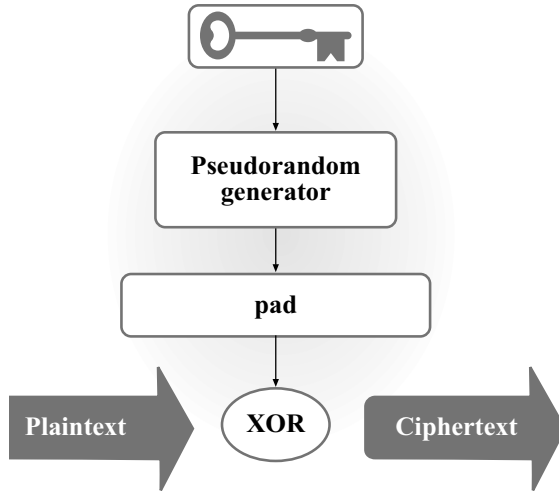 Pseudorandom
generator
pad
Plaintext
XOR
Ciphertext